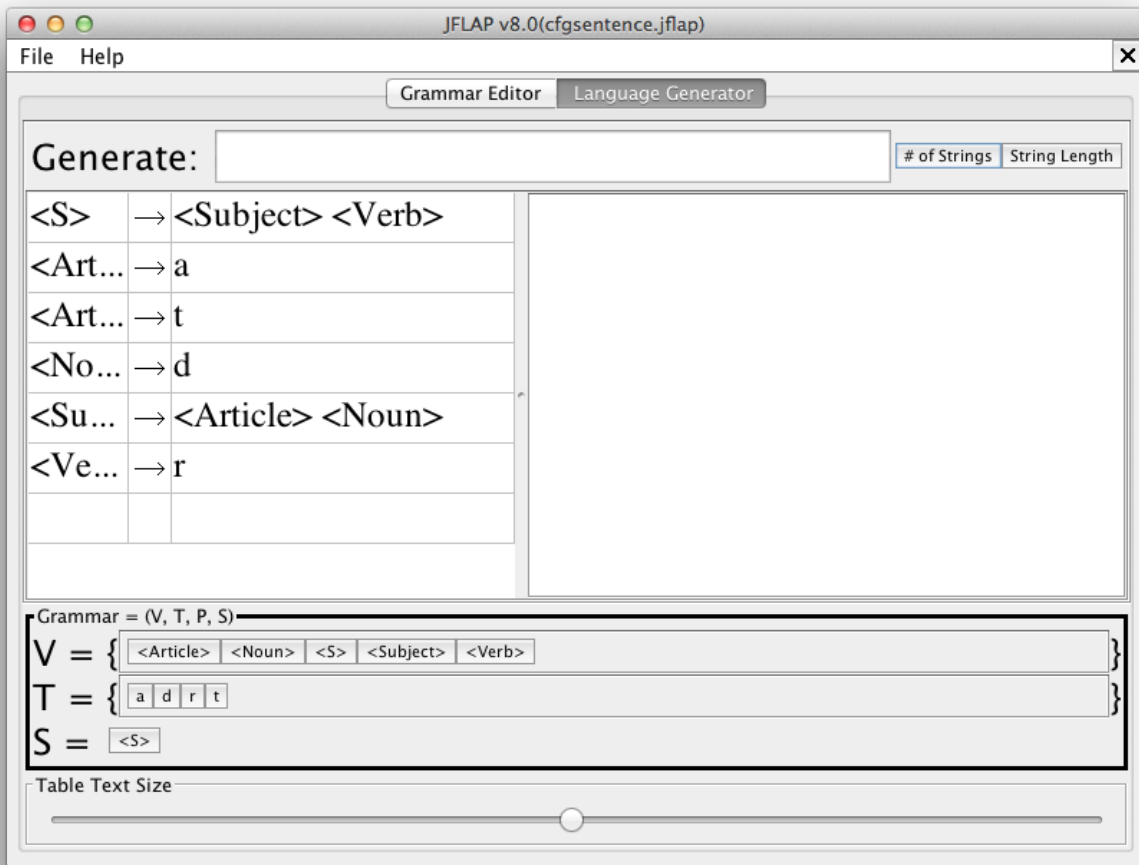 JFLAP v8.0(cfgsentence.jflap)
File Help
Grammar Editor Language Generator
Generate: # of Strings String Length
<S> → <Subject> <Verb>
<Art... → a
<Art... → t
<No... → d
<Su... → <Article> <Noun>
<Ve... → r
Grammar = (V, T, P, S)
V = { <Article> <Noun> <S> <Subject> <Verb> }
T = { a d r t }
S = <S>
Table Text Size